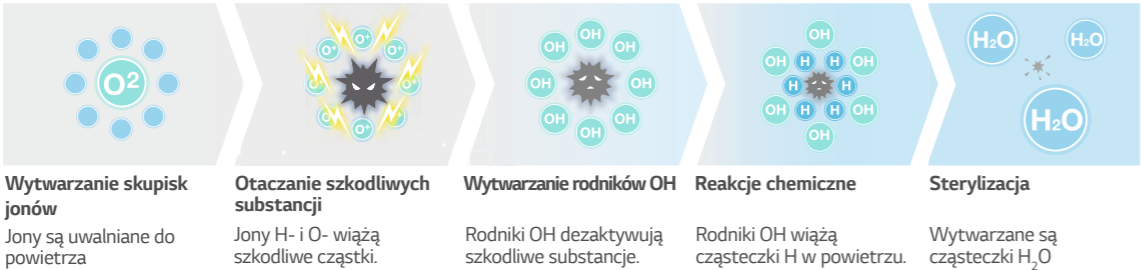 O²
O⁺ O⁺ O⁺
O⁺ O⁺
O⁺ O⁺ O⁺
OH OH OH
OH OH
OH OH OH
OH
OH H H OH
H H
OH H H OH
OH
H₂O H₂O
H₂O
Wytwarzanie skupisk
jonów
Jony są uwalniane do
powietrza
Otaczanie szkodliwych
substancji
Jony H- i O- wiążą
szkodliwe cząstki.
Wytwarzanie rodników OH
Rodniki OH dezaktywują
szkodliwe substancje.
Reakcje chemiczne
Rodniki OH wiążą
cząsteczki H w powietrzu.
Sterylizacja
Wytwarzane są
cząsteczki H₂O